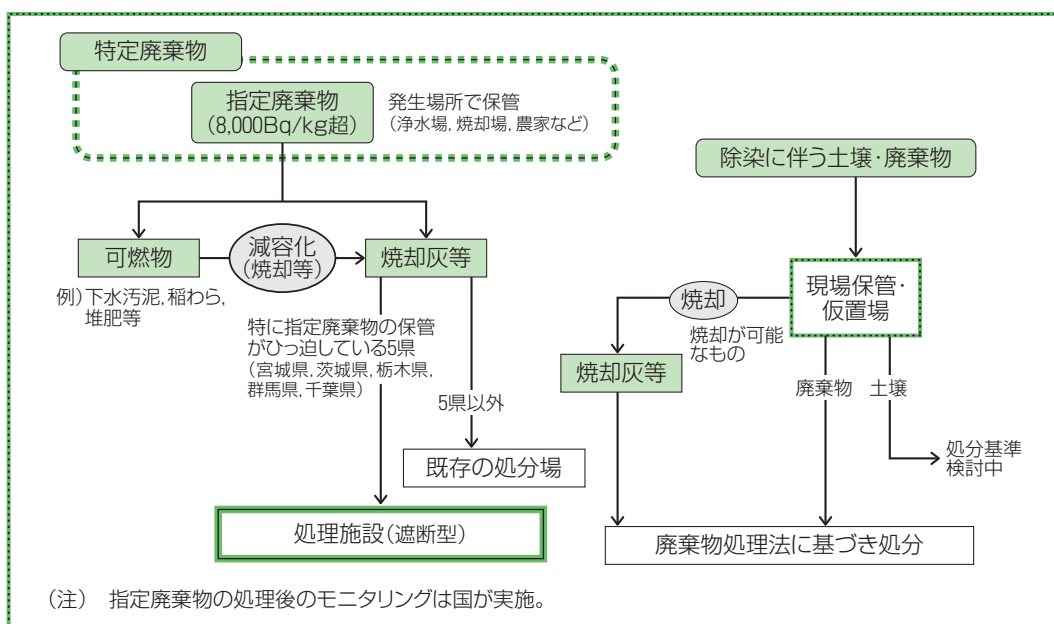 特定廃棄物
指定廃棄物
(8,000Bq/kg超)
発生場所で保管
(浄水場,焼却場,農家など)
除染に伴う土壌・廃棄物
可燃物
減容化
(焼却等)
焼却灰等
例)下水汚泥,稲わら,
堆肥等
特に指定廃棄物の保管
がひっ迫している5県
(宮城県,茨城県,栃木県,
群馬県,千葉県)
5県以外
既存の処分場
処理施設(遮断型)
現場保管・
仮置場
焼却
焼却が可能
なもの
焼却灰等
廃棄物
土壌
処分基準
検討中
廃棄物処理法に基づき処分
(注) 指定廃棄物の処理後のモニタリングは国が実施。